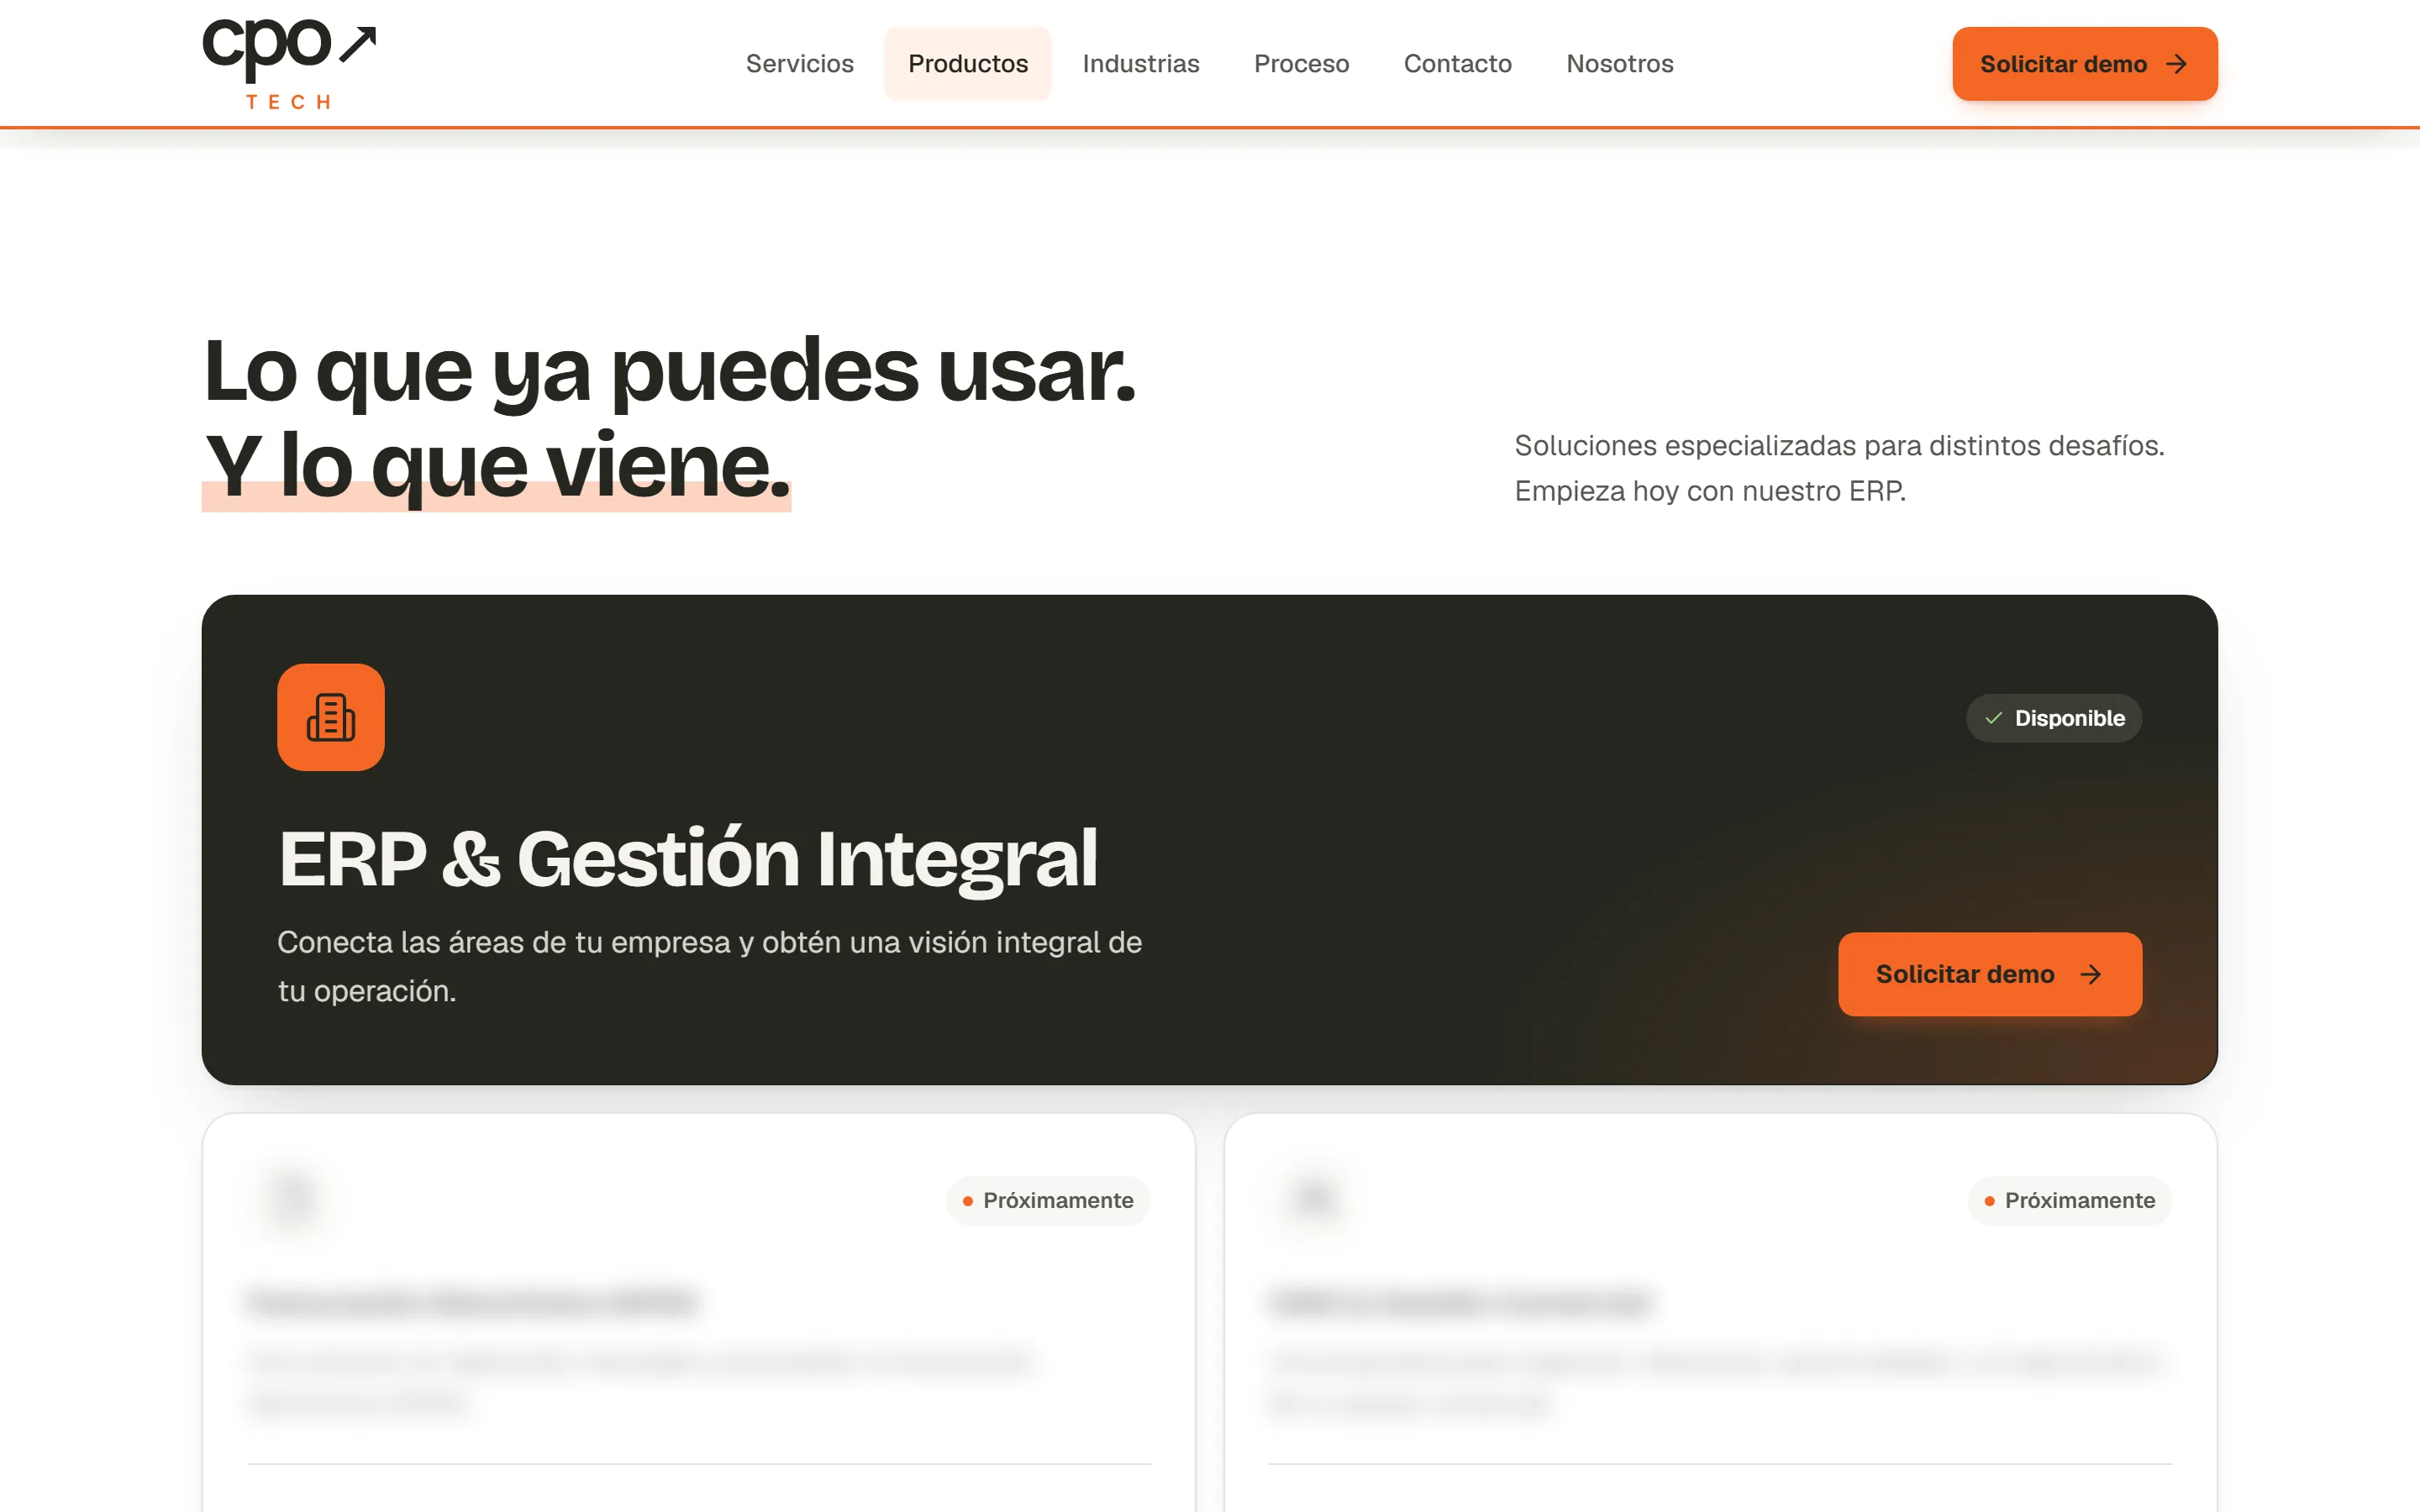 cpo
TECH
Servicios
Productos
Industrias
Proceso
Contacto
Nosotros
Solicitar demo
Lo que ya puedes usar.
Y lo que viene.
Soluciones especializadas para distintos desafíos.
Empieza hoy con nuestro ERP.
Disponible
ERP & Gestión Integral
Conecta las áreas de tu empresa y obtén una visión integral de
tu operación.
Solicitar demo
Próximamente
Próximamente